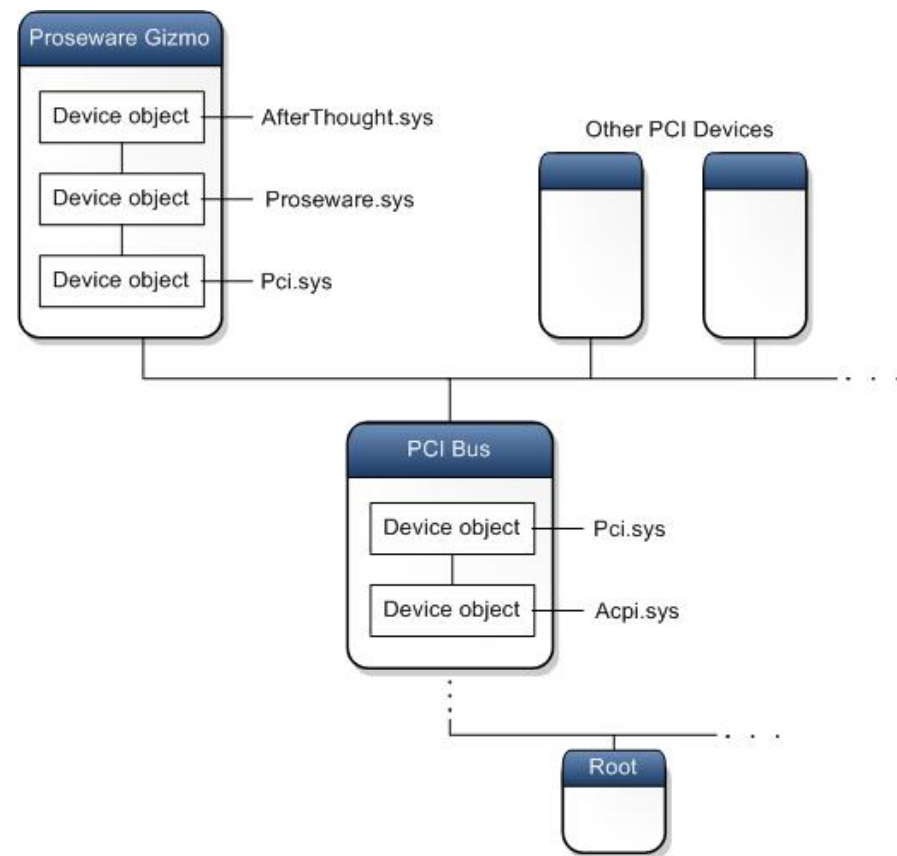 Proseware Gizmo
Device object
AfterThought.sys
Other PCI Devices
Device object
Proseware.sys
Device object
Pci.sys
PCI Bus
Device object
Pci.sys
Device object
Acpi.sys
Root